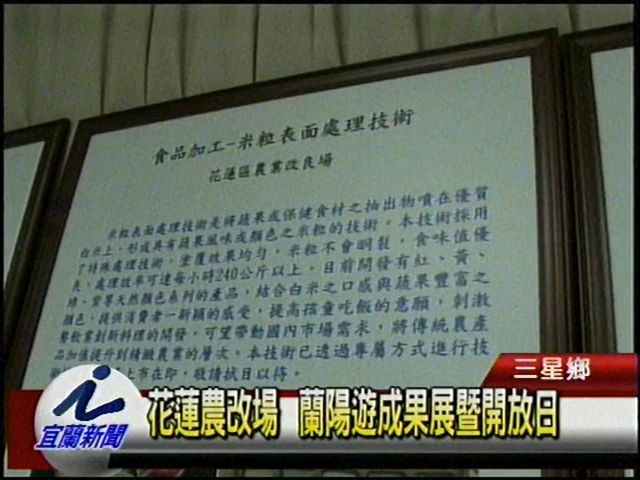 食品加工-米粒表面處理技術
花蓮區農業改良場
米粒表面處理技術是將蔬果或保健食材之抽出物噴在優質
白米上，形成具有蔬果風味或顏色之米粒的技術。本技術採用
了特殊處理技術，塗覆效果均勻，米粒不會胴裂，食味值優
良，處理效率可達每小時240公斤以上。目前開發有紅、黃、
橘、紫等天然顏色系列的產品，結合白米之口感與蔬果豐富之
顏色，提供消費者一新穎的感受，提高孩童吃飯的意願，刺激
餐飲業創新料理的開發，可望帶動國內市場需求，將傳統農產
品加值提升到精緻農業的層次。本技術已透過專屬方式進行技
上市在即，敬請拭目以待。
三星鄉
花蓮農改場 蘭陽遊成果展暨開放日
宜蘭新聞